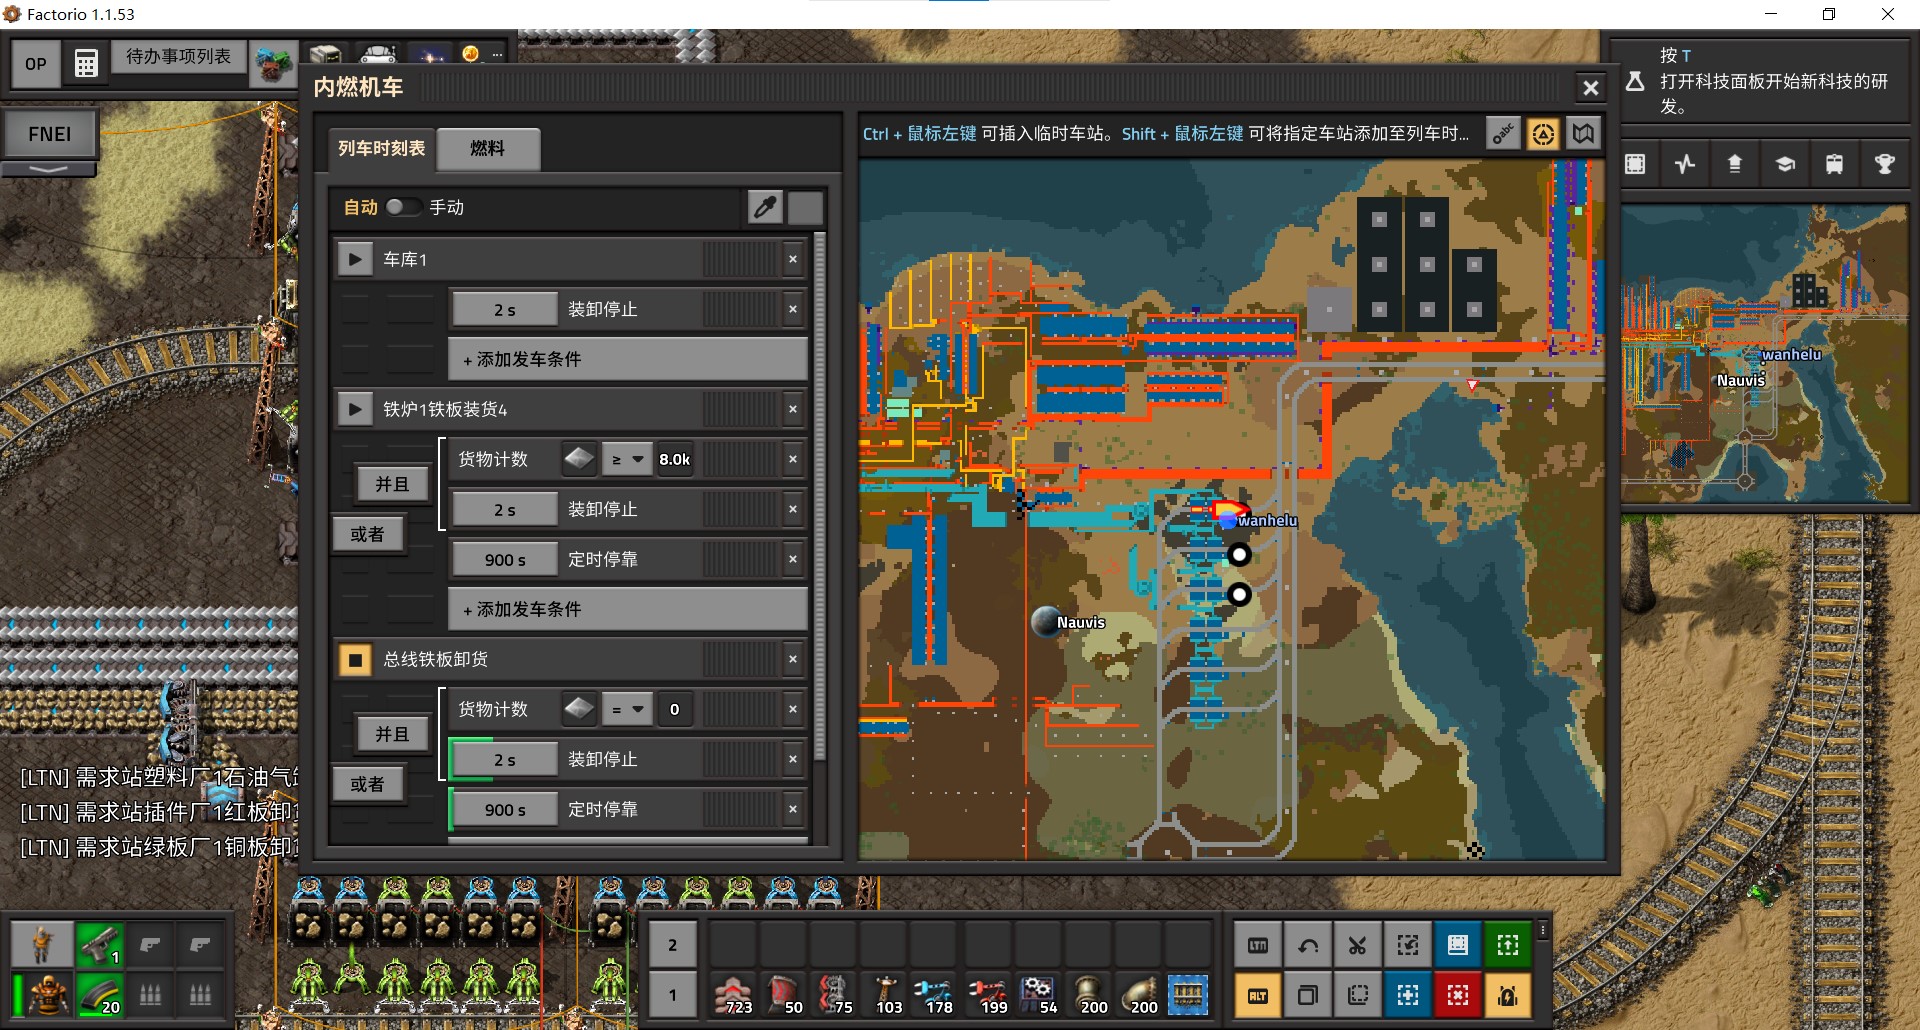 Factorio 1.1.53
OP
待办事项列表
...
FNEI
内燃机车
列车时刻表
燃料
自动
手动
车库1
2 s
装卸停止
+ 添加发车条件
铁炉1铁板装货4
货物计数
≥
8.0k
并且
2 s
装卸停止
或者
900 s
定时停靠
+ 添加发车条件
总线铁板卸货
货物计数
=
0
并且
2 s
装卸停止
或者
900 s
定时停靠
Ctrl + 鼠标左键 可插入临时车站。Shift + 鼠标左键 可将指定车站添加至列车时...
abc
wanhelu
Nauvis
按 T
打开科技面板开始新科技的研
发。
wanhelu
Nauvis
[LTN] 需求站塑料厂1石油气
[LTN] 需求站插件厂1红板卸
[LTN] 需求站绿板厂1铜板卸
1
20
2
1
723
50
75
103
178
199
54
200
200
LTN
ALT